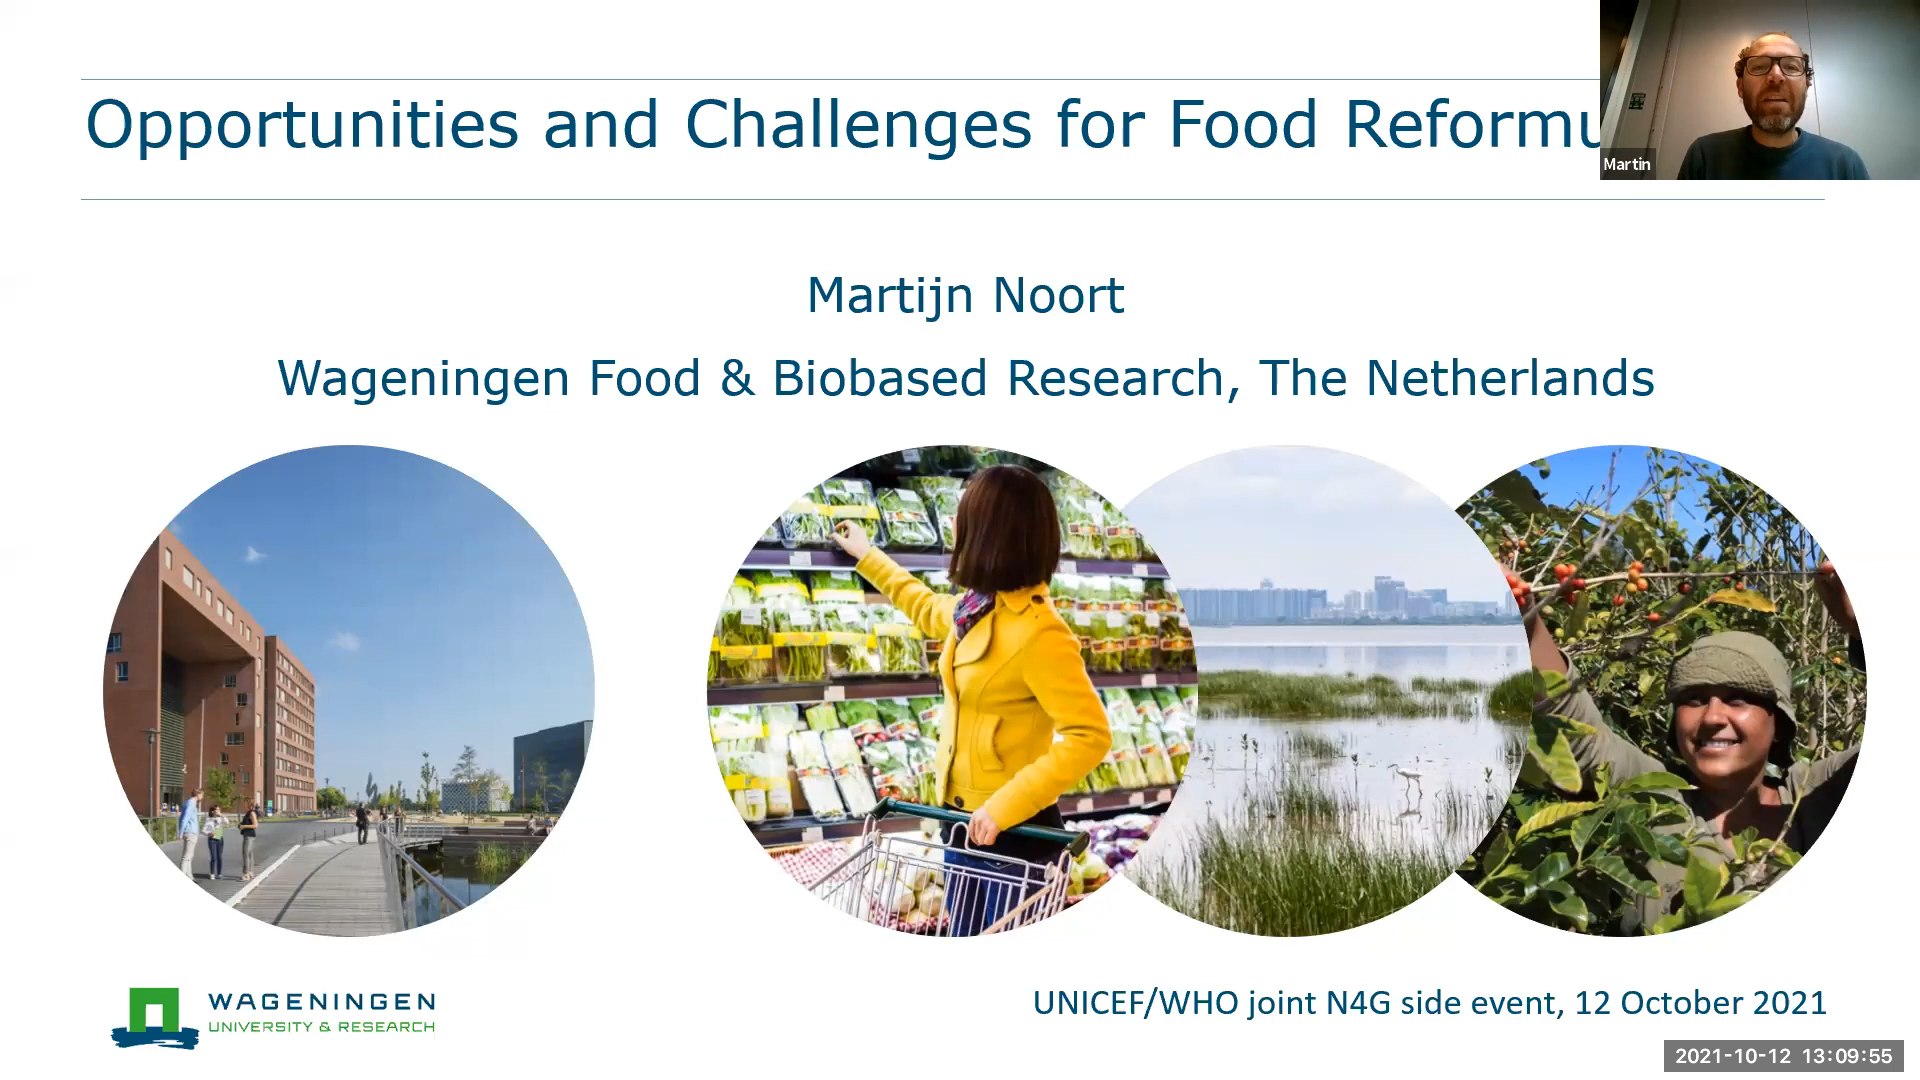 Opportunities and Challenges for Food Reformu
Martin
Martijn Noort
Wageningen Food & Biobased Research, The Netherlands
WAGENINGEN
UNIVERSITY & RESEARCH
UNICEF/WHO joint N4G side event, 12 October 2021
2021-10-12 13:09:55